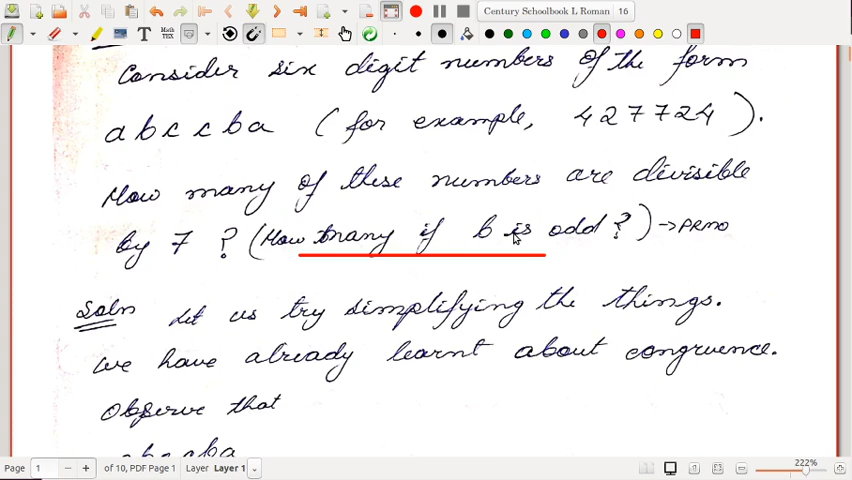 Century Schoolbook L Roman 16
Consider six digit numbers of the form
abccba (for example, 427724).
How many of these numbers are divisible
by 7 ? (How many if b is odd?) → PRMO
Soln Let us try simplifying the things.
We have already learnt about congruence.
Observe that
abccba
Page 1 of 10, PDF Page 1 Layer Layer 1 222%